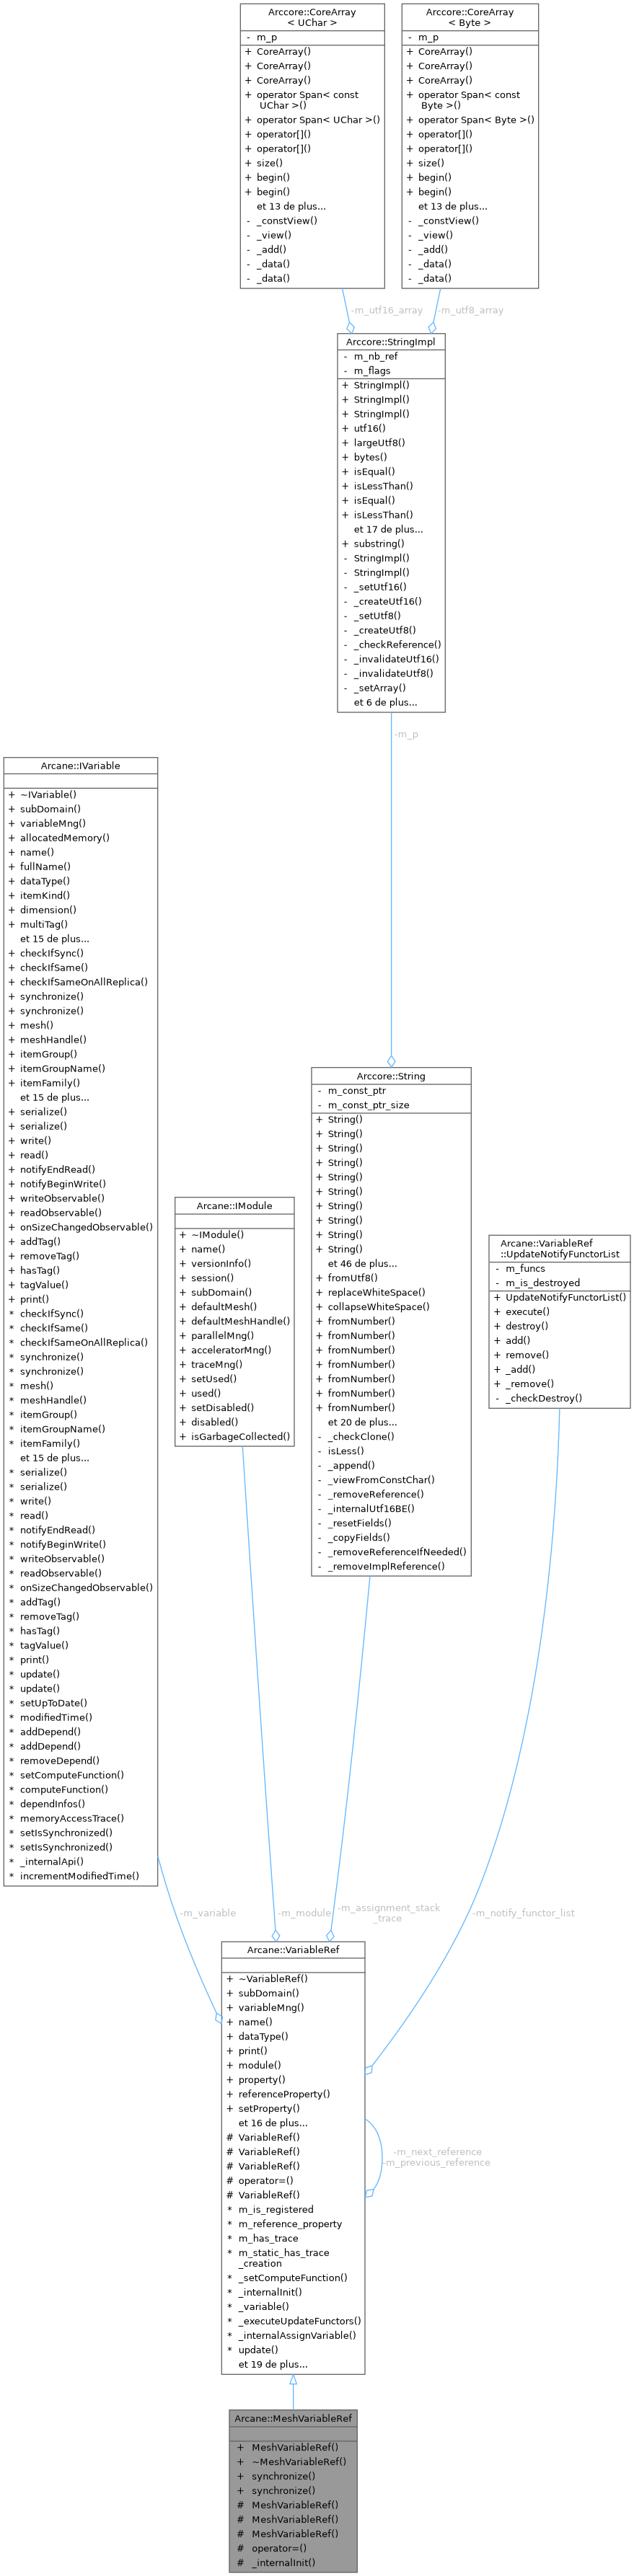 Arccore::CoreArray
< UChar >
- m_p
+ CoreArray()
+ CoreArray()
+ CoreArray()
+ operator Span< const
UChar >()
+ operator Span< UChar >()
+ operator[]()
+ operator[]()
+ size()
+ begin()
+ begin()
et 13 de plus...
- _constView()
- _view()
- _add()
- _data()
- _data()
Arccore::CoreArray
< Byte >
- m_p
+ CoreArray()
+ CoreArray()
+ CoreArray()
+ operator Span< const
Byte >()
+ operator Span< Byte >()
+ operator[]()
+ operator[]()
+ size()
+ begin()
+ begin()
et 13 de plus...
- _constView()
- _view()
- _add()
- _data()
- _data()
-m_utf16_array
-m_utf8_array
Arccore::StringImpl
- m_nb_ref
- m_flags
+ StringImpl()
+ StringImpl()
+ StringImpl()
+ utf16()
+ largeUtf8()
+ bytes()
+ isEqual()
+ isLessThan()
+ isEqual()
+ isLessThan()
et 17 de plus...
+ substring()
- StringImpl()
- StringImpl()
- _setUtf16()
- _createUtf16()
- _setUtf8()
- _createUtf8()
- _checkReference()
- _invalidateUtf16()
- _invalidateUtf8()
- _setArray()
et 6 de plus...
-m_p
Arcane::IVariable
+ ~IVariable()
+ subDomain()
+ variableMng()
+ allocatedMemory()
+ name()
+ fullName()
+ dataType()
+ itemKind()
+ dimension()
+ multiTag()
et 15 de plus...
+ checkIfSync()
+ checkIfSame()
+ checkIfSameOnAllReplica()
+ synchronize()
+ synchronize()
+ mesh()
+ meshHandle()
+ itemGroup()
+ itemGroupName()
+ itemFamily()
et 15 de plus...
+ serialize()
+ serialize()
+ write()
+ read()
+ notifyEndRead()
+ notifyBeginWrite()
+ writeObservable()
+ readObservable()
+ onSizeChangedObservable()
+ addTag()
+ removeTag()
+ hasTag()
+ tagValue()
+ print()
* checkIfSync()
* checkIfSame()
* checkIfSameOnAllReplica()
* synchronize()
* synchronize()
* mesh()
* meshHandle()
* itemGroup()
* itemGroupName()
* itemFamily()
et 15 de plus...
* serialize()
* serialize()
* write()
* read()
* notifyEndRead()
* notifyBeginWrite()
* writeObservable()
* readObservable()
* onSizeChangedObservable()
* addTag()
* removeTag()
* hasTag()
* tagValue()
* print()
* update()
* update()
* setUpToDate()
* modifiedTime()
* addDepend()
* addDepend()
* removeDepend()
* setComputeFunction()
* computeFunction()
* dependInfos()
* memoryAccessTrace()
* setIsSynchronized()
* setIsSynchronized()
* _internalApi()
* incrementModifiedTime()
Arcane::IModule
+ ~IModule()
+ name()
+ versionInfo()
+ session()
+ subDomain()
+ defaultMesh()
+ defaultMeshHandle()
+ parallelMng()
+ acceleratorMng()
+ traceMng()
+ setUsed()
+ used()
+ setDisabled()
+ disabled()
+ isGarbageCollected()
Arccore::String
- m_const_ptr
- m_const_ptr_size
+ String()
+ String()
+ String()
+ String()
+ String()
+ String()
+ String()
+ String()
+ String()
+ String()
et 46 de plus...
+ fromUtf8()
+ replaceWhiteSpace()
+ collapseWhiteSpace()
+ fromNumber()
+ fromNumber()
+ fromNumber()
+ fromNumber()
+ fromNumber()
+ fromNumber()
+ fromNumber()
et 20 de plus...
- _checkClone()
- isLess()
- _append()
- _viewFromConstChar()
- _removeReference()
- _internalUtf16BE()
- _resetFields()
- _copyFields()
- _removeReferenceIfNeeded()
- _removeImplReference()
Arcane::VariableRef
::UpdateNotifyFunctorList
- m_funcs
- m_is_destroyed
+ UpdateNotifyFunctorList()
+ execute()
+ destroy()
+ add()
+ remove()
+ _add()
+ _remove()
- _checkDestroy()
-m_variable
-m_module
-m_assignment_stack
_trace
-m_notify_functor_list
Arcane::VariableRef
+ ~VariableRef()
+ subDomain()
+ variableMng()
+ name()
+ dataType()
+ print()
+ module()
+ property()
+ referenceProperty()
+ setProperty()
et 16 de plus...
# VariableRef()
# VariableRef()
# VariableRef()
# operator=()
# VariableRef()
* m_is_registered
* m_reference_property
* m_has_trace
* m_static_has_trace
_creation
* _setComputeFunction()
* _internalInit()
* _variable()
* _executeUpdateFunctors()
* _internalAssignVariable()
* update()
et 19 de plus...
-m_next_reference
-m_previous_reference
Arcane::MeshVariableRef
+ MeshVariableRef()
+ ~MeshVariableRef()
+ synchronize()
+ synchronize()
# MeshVariableRef()
# MeshVariableRef()
# MeshVariableRef()
# operator=()
# _internalInit()